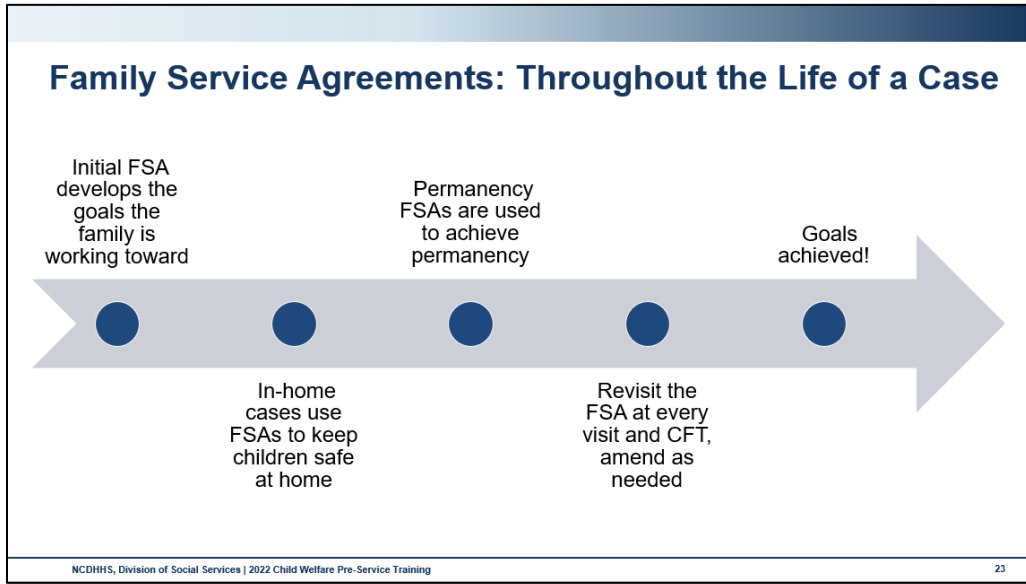 Family Service Agreements: Throughout the Life of a Case
Initial FSA
develops the
goals the
family is
working toward
In-home
cases use
FSAs to keep
children safe
at home
Permanency
FSAs are used
to achieve
permanency
Revisit the
FSA at every
visit and CFT,
amend as
needed
Goals
achieved!
NCDHHS, Division of Social Services | 2022 Child Welfare Pre-Service Training
23